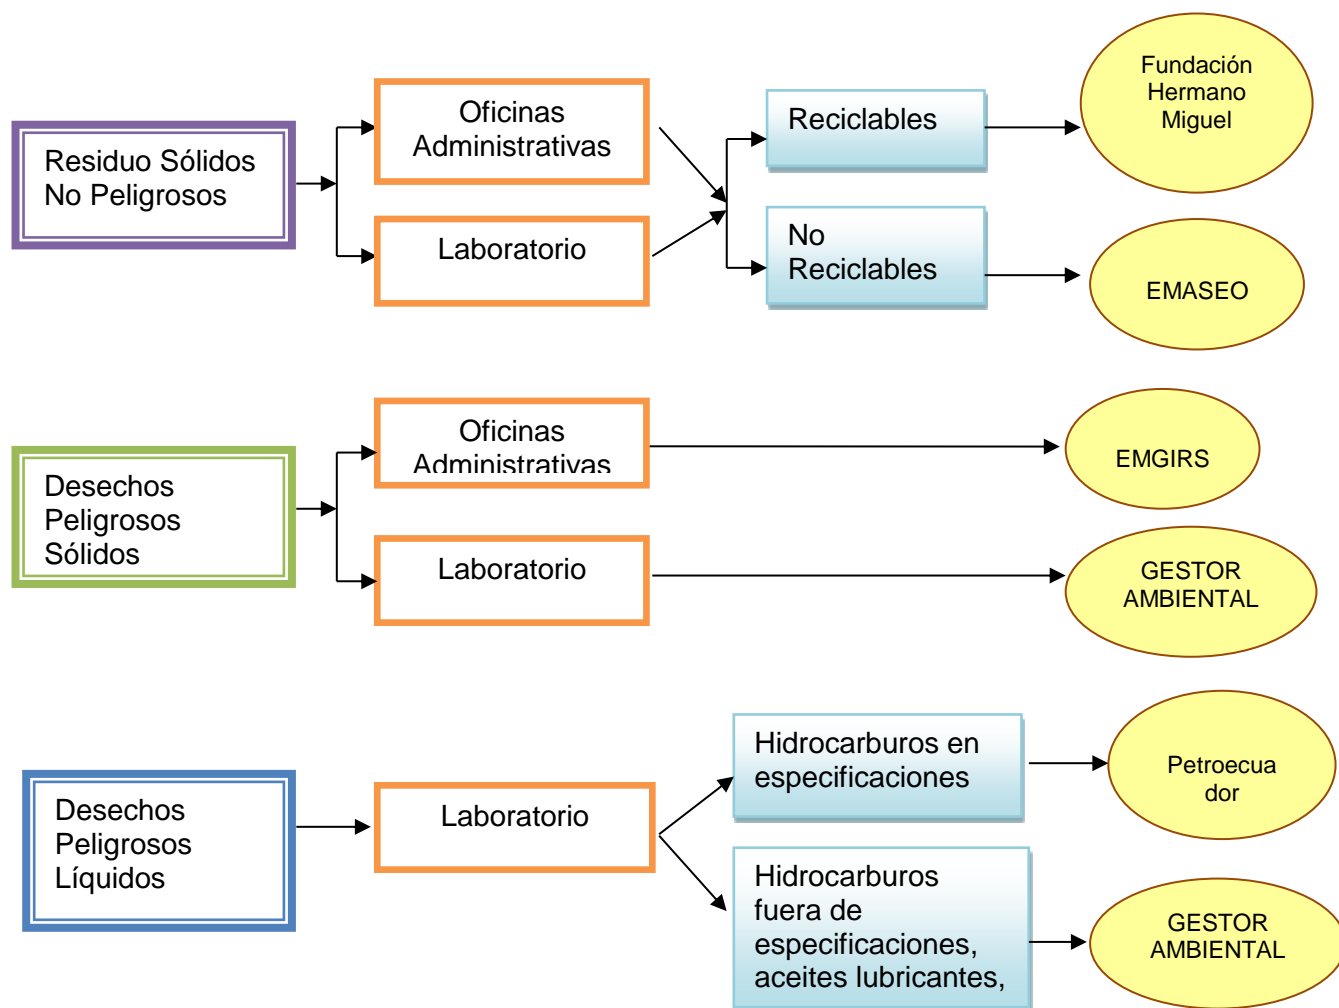 Residuo Sólidos
No Peligrosos
Oficinas
Administrativas
Laboratorio
Reciclables
No
Reciclables
Fundación
Hermano
Miguel
EMASEO
Desechos
Peligrosos
Sólidos
Oficinas
Administrativas
Laboratorio
EMGIRS
GESTOR
AMBIENTAL
Desechos
Peligrosos
Líquidos
Laboratorio
Hidrocarburos en
especificaciones
Hidrocarburos
fuera de
especificaciones,
aceites lubricantes,
Petroecua
dor
GESTOR
AMBIENTAL